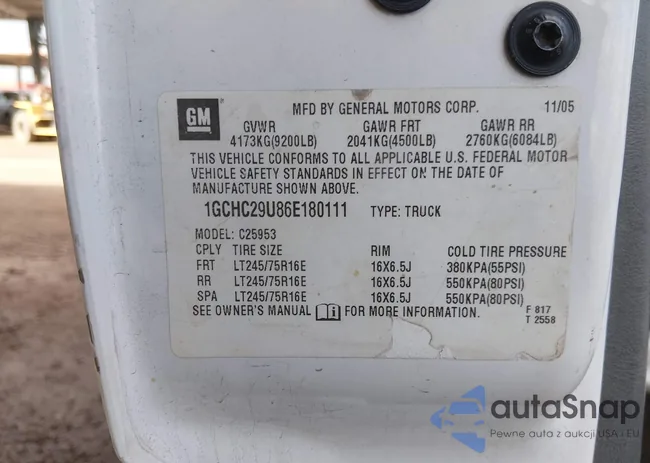 GM
MFD BY GENERAL MOTORS CORP. 11/05
GVWR GAWR FRT GAWR RR
4173KG(9200LB) 2041KG(4500LB) 2760KG(6084LB)
THIS VEHICLE CONFORMS TO ALL APPLICABLE U.S. FEDERAL MOTOR
VEHICLE SAFETY STANDARDS IN EFFECT ON THE DATE OF
MANUFACTURE SHOWN ABOVE.
1GCHC29U86E180111 TYPE: TRUCK
MODEL: C25953
CPLY TIRE SIZE RIM COLD TIRE PRESSURE
FRT LT245/75R16E 16X6.5J 380KPA(55PSI)
RR LT245/75R16E 16X6.5J 550KPA(80PSI)
SPA LT245/75R16E 16X6.5J 550KPA(80PSI)
SEE OWNER'S MANUAL FOR MORE INFORMATION.
F 817
T 2558
autaSnap
Pewne auta z aukcji USA i EU